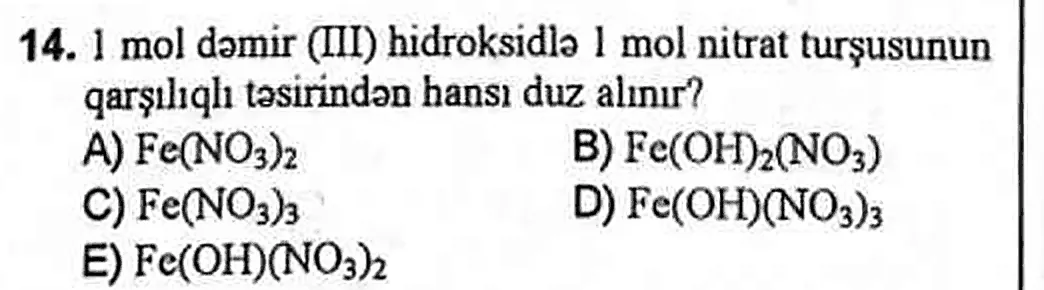 14. 1 mol dəmir (III) hidroksidlə 1 mol nitrat turşusunun
qarşılıqlı təsirindən hansı duz alınır?
A) Fe(NO₃)₂ B) Fe(OH)₂(NO₃)
C) Fe(NO₃)₃ D) Fe(OH)(NO₃)₃
E) Fe(OH)(NO₃)₂